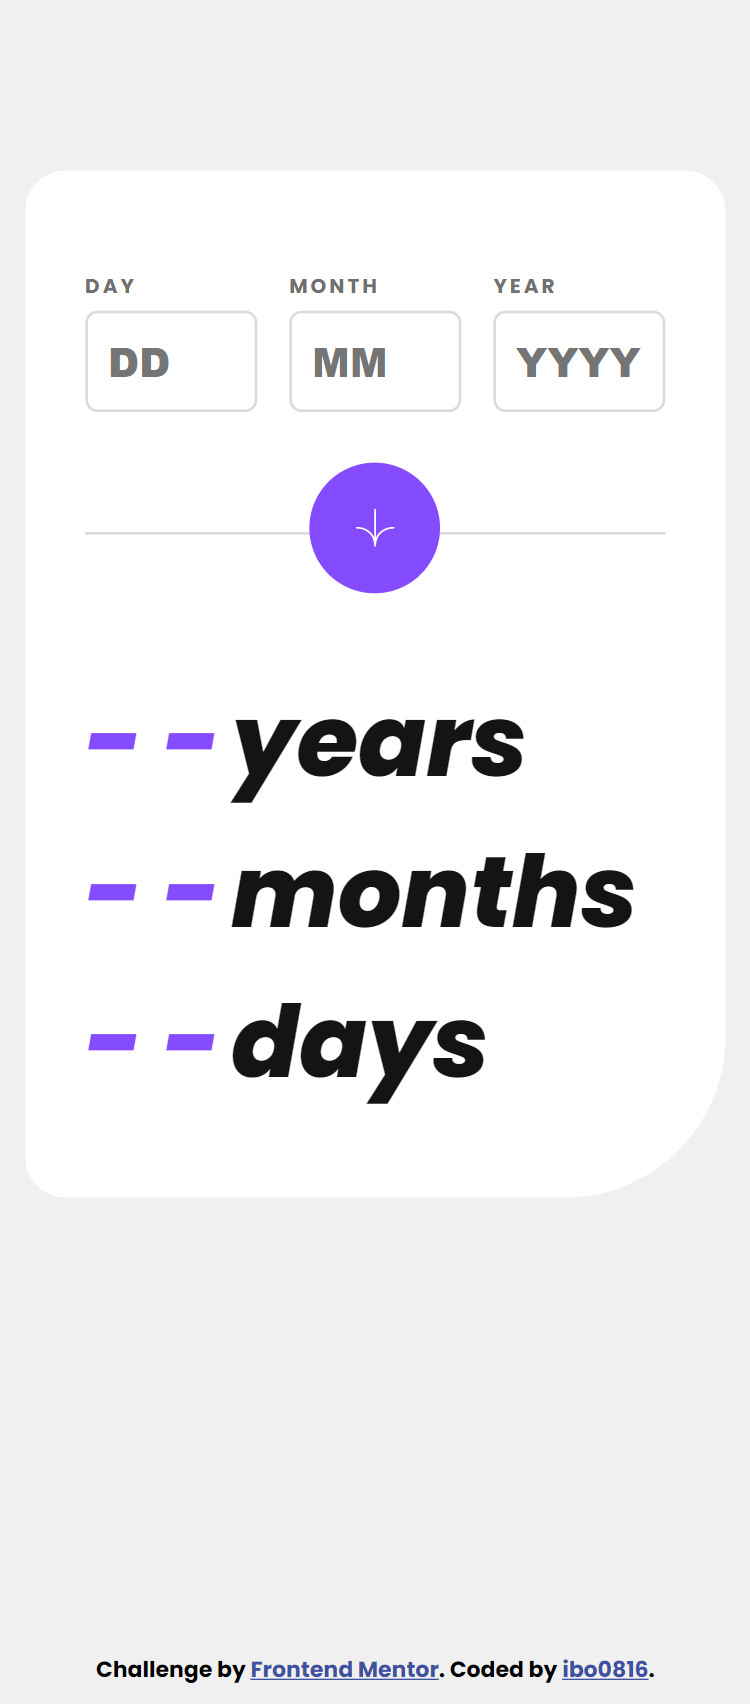 DAY MONTH YEAR
DD MM YYYY
- - years
- - months
- - days
Challenge by Frontend Mentor. Coded by ibo0816.